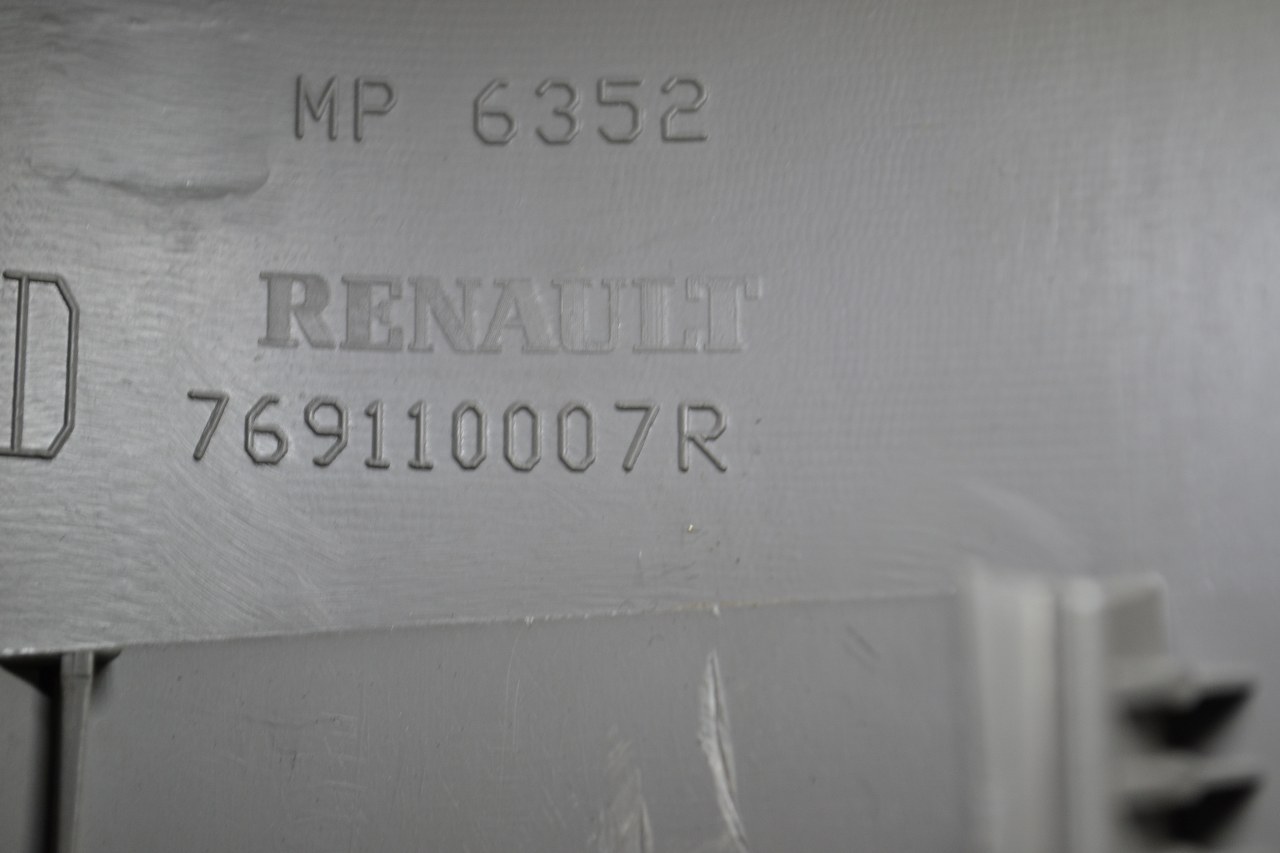 MP 6352
RENAULT
D
769110007R